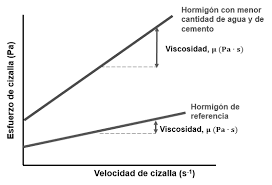 Hormigón con menor
cantidad de agua y de
cemento
Viscosidad, μ (Pa · s)
Hormigón de
referencia
Viscosidad, μ (Pa · s)
Esfuerzo de cizalla (Pa)
Velocidad de cizalla (s⁻¹)